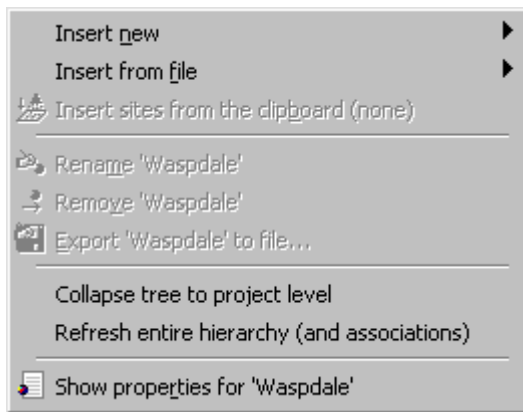 Insert new
Insert from file
Insert sites from the clipboard (none)
Rename 'Waspdale'
Remove 'Waspdale'
Export 'Waspdale' to file...
Collapse tree to project level
Refresh entire hierarchy (and associations)
Show properties for 'Waspdale'